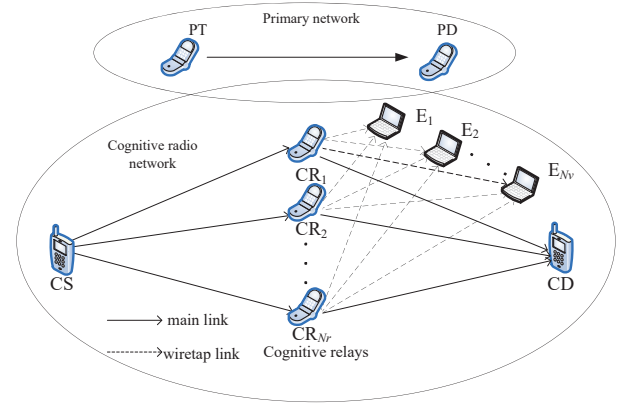 Primary network
PT
PD
Cognitive radio
network
E1
E2
ENv
CR1
CR2
CS
CD
CRNr
Cognitive relays
main link
wiretap link